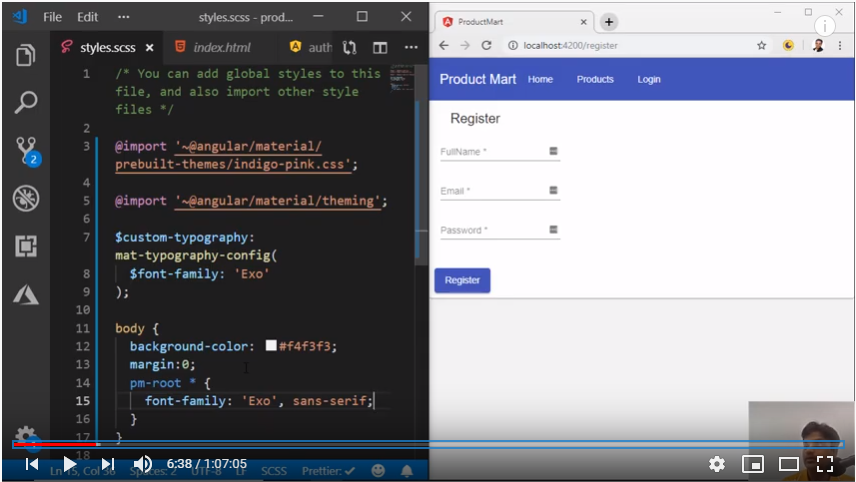 File Edit ··· styles.scss - prod...
styles.scss index.html auth ···
1 /* You can add global styles to this
file, and also import other style
files */
2
3 @import '~@angular/material/
prebuilt-themes/indigo-pink.css';
4
5 @import '~@angular/material/theming';
6
7 $custom-typography:
mat-typography-config(
8 $font-family: 'Exo'
9 );
10
11 body {
12 background-color: #f4f3f3;
13 margin:0;
14 pm-root * {
15 font-family: 'Exo', sans-serif;
16 }
17 }
18
2
Ln 15, Col 36 Spaces: 2 UTF-8 LF SCSS Prettier: ✓
6:38 / 1:07:05
ProductMart
localhost:4200/register
Product Mart Home Products Login
Register
FullName *
Email *
Password *
Register